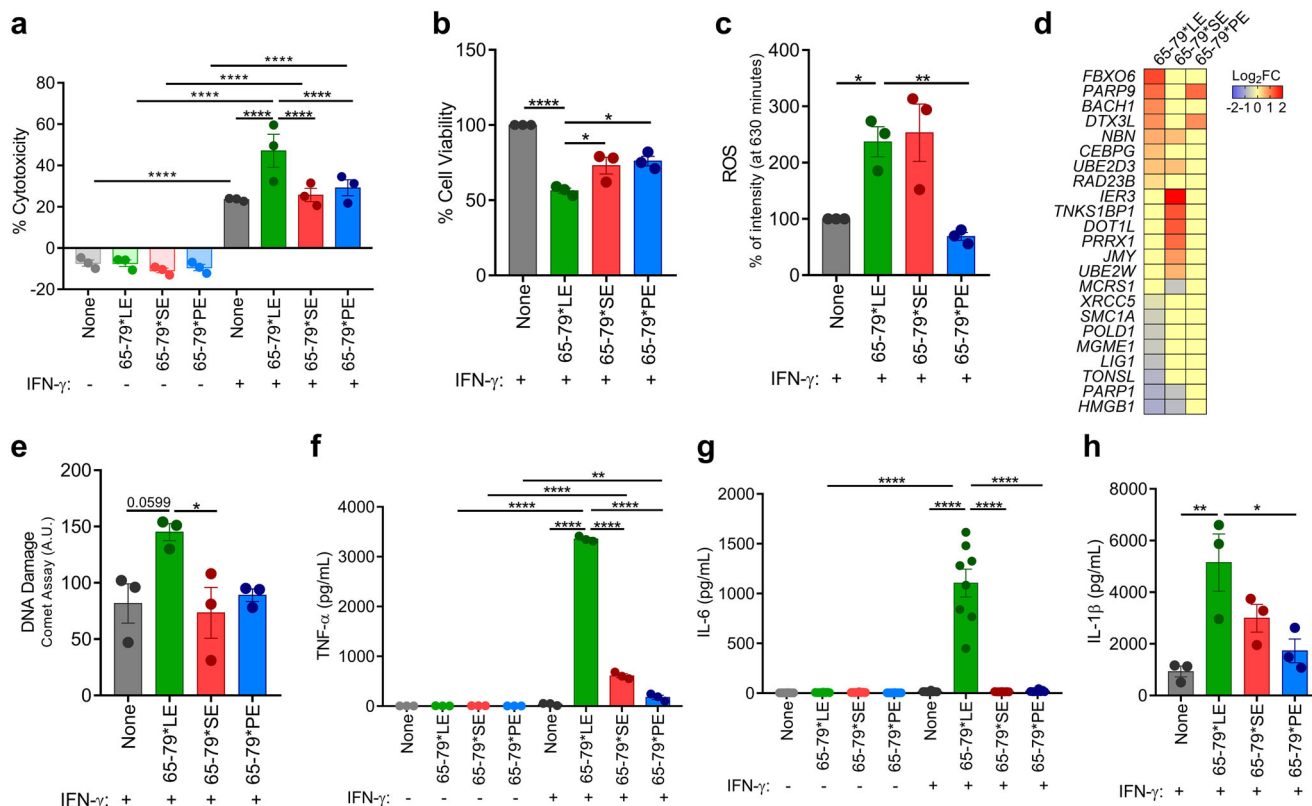 a
% Cytotoxicity
80
60
40
20
0
-20
****
****
****
****
****
**** ****
None
65-79*LE
65-79*SE
65-79*PE
None
65-79*LE
65-79*SE
65-79*PE
IFN-γ: - - - - + + + +
b
% Cell Viability
150
100
50
0
****
*
*
None
65-79*LE
65-79*SE
65-79*PE
IFN-γ: + + + +
c
ROS
% of intensity (at 630 minutes)
400
300
200
100
0
* **
None
65-79*LE
65-79*SE
65-79*PE
IFN-γ: + + + +
d
65-79*LE
65-79*SE
65-79*PE
Log2FC
-2 -1 0 1 2
FBXO6
PARP9
BACH1
DTX3L
NBN
CEBPG
UBE2D3
RAD23B
IER3
TNKS1BP1
DOT1L
PRRX1
JMY
UBE2W
MCRS1
XRCC5
SMC1A
POLD1
MGME1
LIG1
TONSL
PARP1
HMGB1
e
DNA Damage
Comet Assay (A.U.)
200
150
100
50
0
0.0599 *
None
65-79*LE
65-79*SE
65-79*PE
IFN-γ: + + + +
f
TNF-α (pg/mL)
4000
3000
2000
1000
0
**
****
**** ****
**** ****
None
65-79*LE
65-79*SE
65-79*PE
None
65-79*LE
65-79*SE
65-79*PE
IFN-γ: - - - - + + + +
g
IL-6 (pg/mL)
2000
1500
1000
500
0
**** ****
**** ****
None
65-79*LE
65-79*SE
65-79*PE
None
65-79*LE
65-79*SE
65-79*PE
IFN-γ: - - - - + + + +
h
IL-1β (pg/mL)
8000
6000
4000
2000
0
** *
None
65-79*LE
65-79*SE
65-79*PE
IFN-γ: + + + +